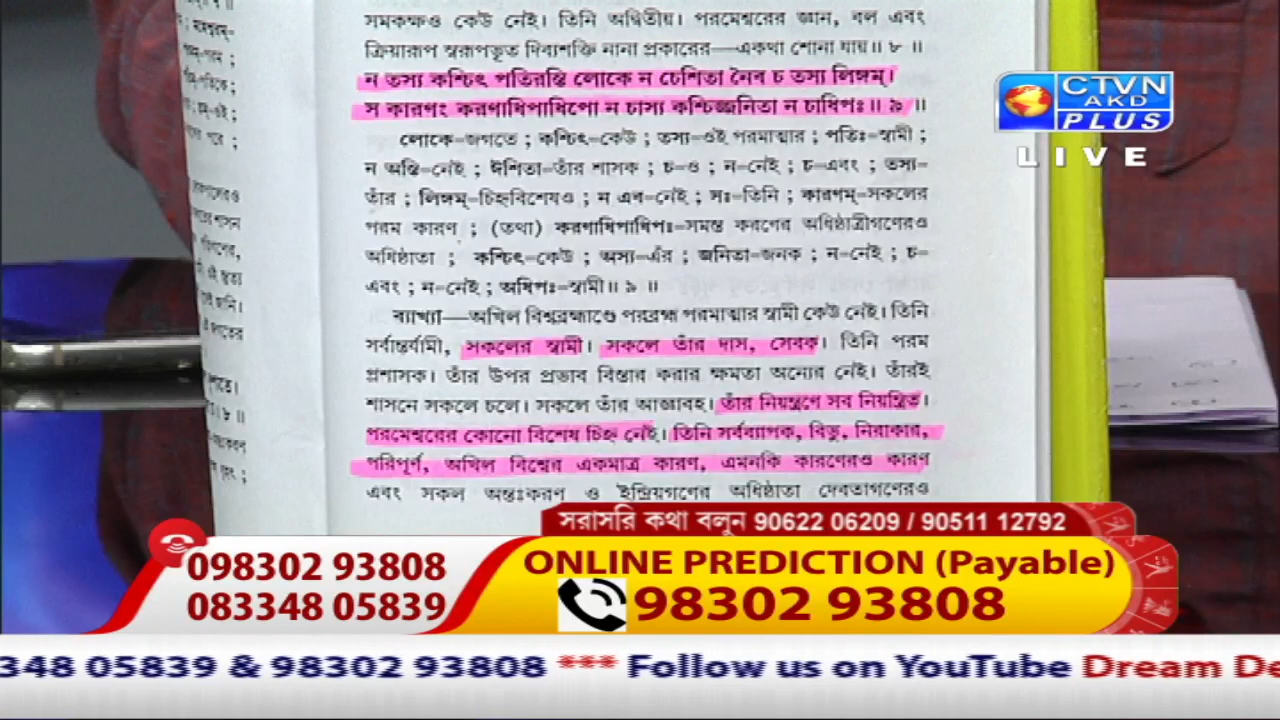 সমকক্ষও কেউ নেই। তিনি অদ্বিতীয়। পরমেশ্বরের জ্ঞান, বল এবং
ক্রিয়ারূপ স্বরূপভূত দিব্যশক্তি নানা প্রকারের—একথা শোনা যায়॥ ৮ ॥
ন তস্য কশ্চিৎ পতিরস্তি লোকে ন চেশিতা নৈব চ তস্য লিঙ্গম্।
স কারণং করণাধিপাধিপো ন চাস্য কশ্চিজ্জনিতা ন চাধিপঃ॥ ৯ ॥
লোকে=জগতে ; কশ্চিৎ=কেউ ; তস্য=ওই পরমাত্মার ; পতিঃ=স্বামী ;
ন অস্তি=নেই ; ঈশিতা=তাঁর শাসক ; চ=ও ; ন=নেই ; চ=এবং ; তস্য=
তাঁর ; লিঙ্গম্=চিহ্নবিশেষও ; ন এব=নেই ; সঃ=তিনি ; কারণম্=সকলের
পরম কারণ ; (তথা) করণাধিপাধিপঃ=সমস্ত করণের অধিষ্ঠাত্রীগণেরও
অধিষ্ঠাতা ; কশ্চিৎ=কেউ ; অস্য=এঁর ; জনিতা=জনক ; ন=নেই ; চ=
এবং ; ন=নেই ; অধিপঃ=স্বামী॥ ৯ ॥
ব্যাখ্যা—অখিল বিশ্বব্রহ্মাণ্ডে পরব্রহ্ম পরমাত্মার স্বামী কেউ নেই। তিনি
সর্বান্তর্যামী, সকলের স্বামী। সকলে তাঁর দাস, সেবক। তিনি পরম
প্রশাসক। তাঁর উপর প্রভাব বিস্তার করার ক্ষমতা অন্যের নেই। তাঁরই
শাসনে সকলে চলে। সকলে তাঁর আজ্ঞাবহ। তাঁর নিয়ন্ত্রণে সব নিয়ন্ত্রিত।
পরমেশ্বরের কোনো বিশেষ চিহ্ন নেই। তিনি সর্বব্যাপক, বিভু, নিরাকার,
পরিপূর্ণ, অখিল বিশ্বের একমাত্র কারণ, এমনকি কারণেরও কারণ
এবং সকল অন্তঃকরণ ও ইন্দ্রিয়গণের অধিষ্ঠাতা দেবতাগণেরও
CTVN
AKD
PLUS
LIVE
সরাসরি কথা বলুন 90622 06209 / 90511 12792
098302 93808
083348 05839
ONLINE PREDICTION (Payable)
98302 93808
348 05839 & 98302 93808 *** Follow us on YouTube Dream De